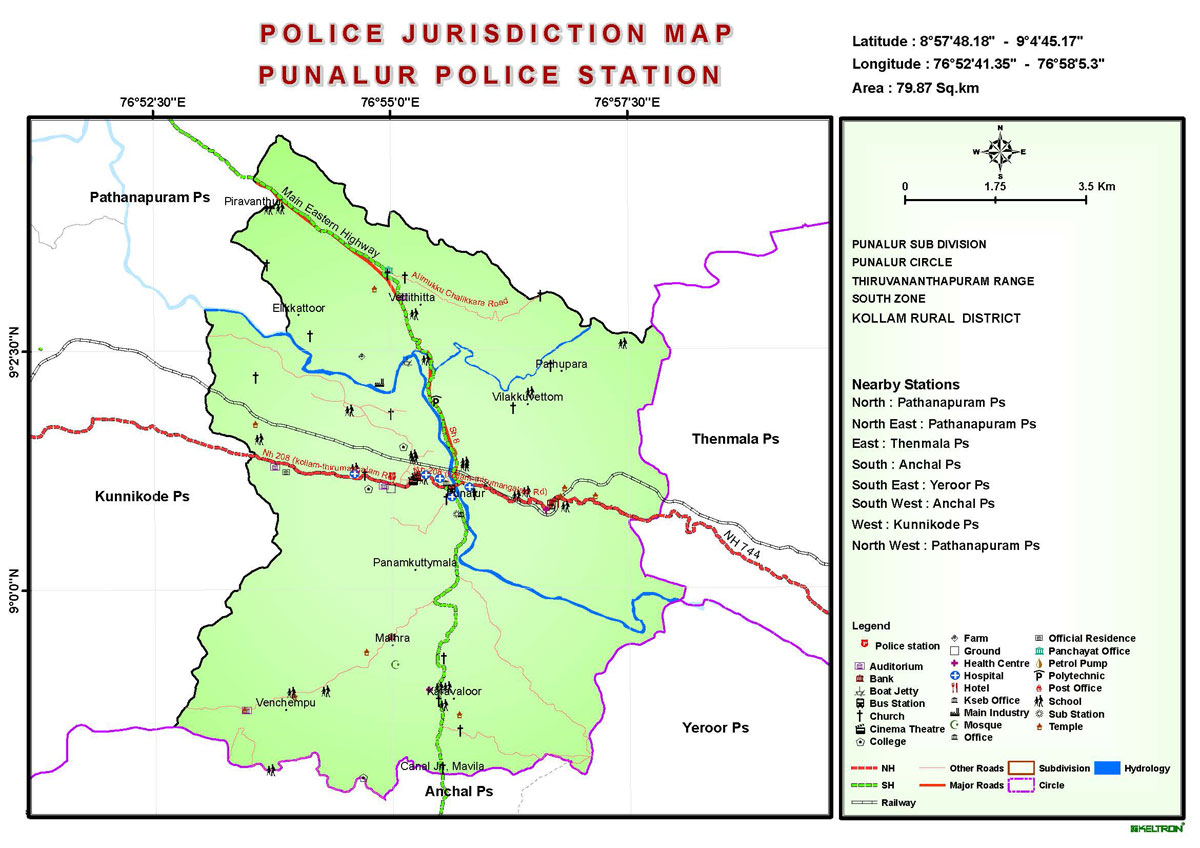 POLICE JURISDICTION MAP
PUNALUR POLICE STATION
Latitude : 8°57'48.18" - 9°4'45.17"
Longitude : 76°52'41.35" - 76°58'5.3"
Area : 79.87 Sq.km
76°52'30"E
76°55'0"E
76°57'30"E
9°2'30"N
9°0'0"N
Pathanapuram Ps
Piravanthur
Main Eastern Highway
Alimukku Chalikkara Road
Vettithitta
Elikkattoor
Pathupara
Vilakkuvettom
Thenmala Ps
Sh 8
Nh 208 (kollam-thirumangalam Rd)
Kunnikode Ps
Punalur
NH 744
Panamkuttymala
Mathra
Karavaloor
Venchempu
Yeroor Ps
Canal Jn, Mavila
Anchal Ps
N
W
E
S
0
1.75
3.5 Km
PUNALUR SUB DIVISION
PUNALUR CIRCLE
THIRUVANANTHAPURAM RANGE
SOUTH ZONE
KOLLAM RURAL DISTRICT
Nearby Stations
North : Pathanapuram Ps
North East : Pathanapuram Ps
East : Thenmala Ps
South : Anchal Ps
South East : Yeroor Ps
South West : Anchal Ps
West : Kunnikode Ps
North West : Pathanapuram Ps
Legend
Police station
Auditorium
Bank
Boat Jetty
Bus Station
Church
Cinema Theatre
College
Farm
Ground
Health Centre
Hospital
Hotel
Kseb Office
Main Industry
Mosque
Office
Official Residence
Panchayat Office
Petrol Pump
Polytechnic
Post Office
School
Sub Station
Temple
NH
SH
Railway
Other Roads
Major Roads
Subdivision
Circle
Hydrology
KELTRON